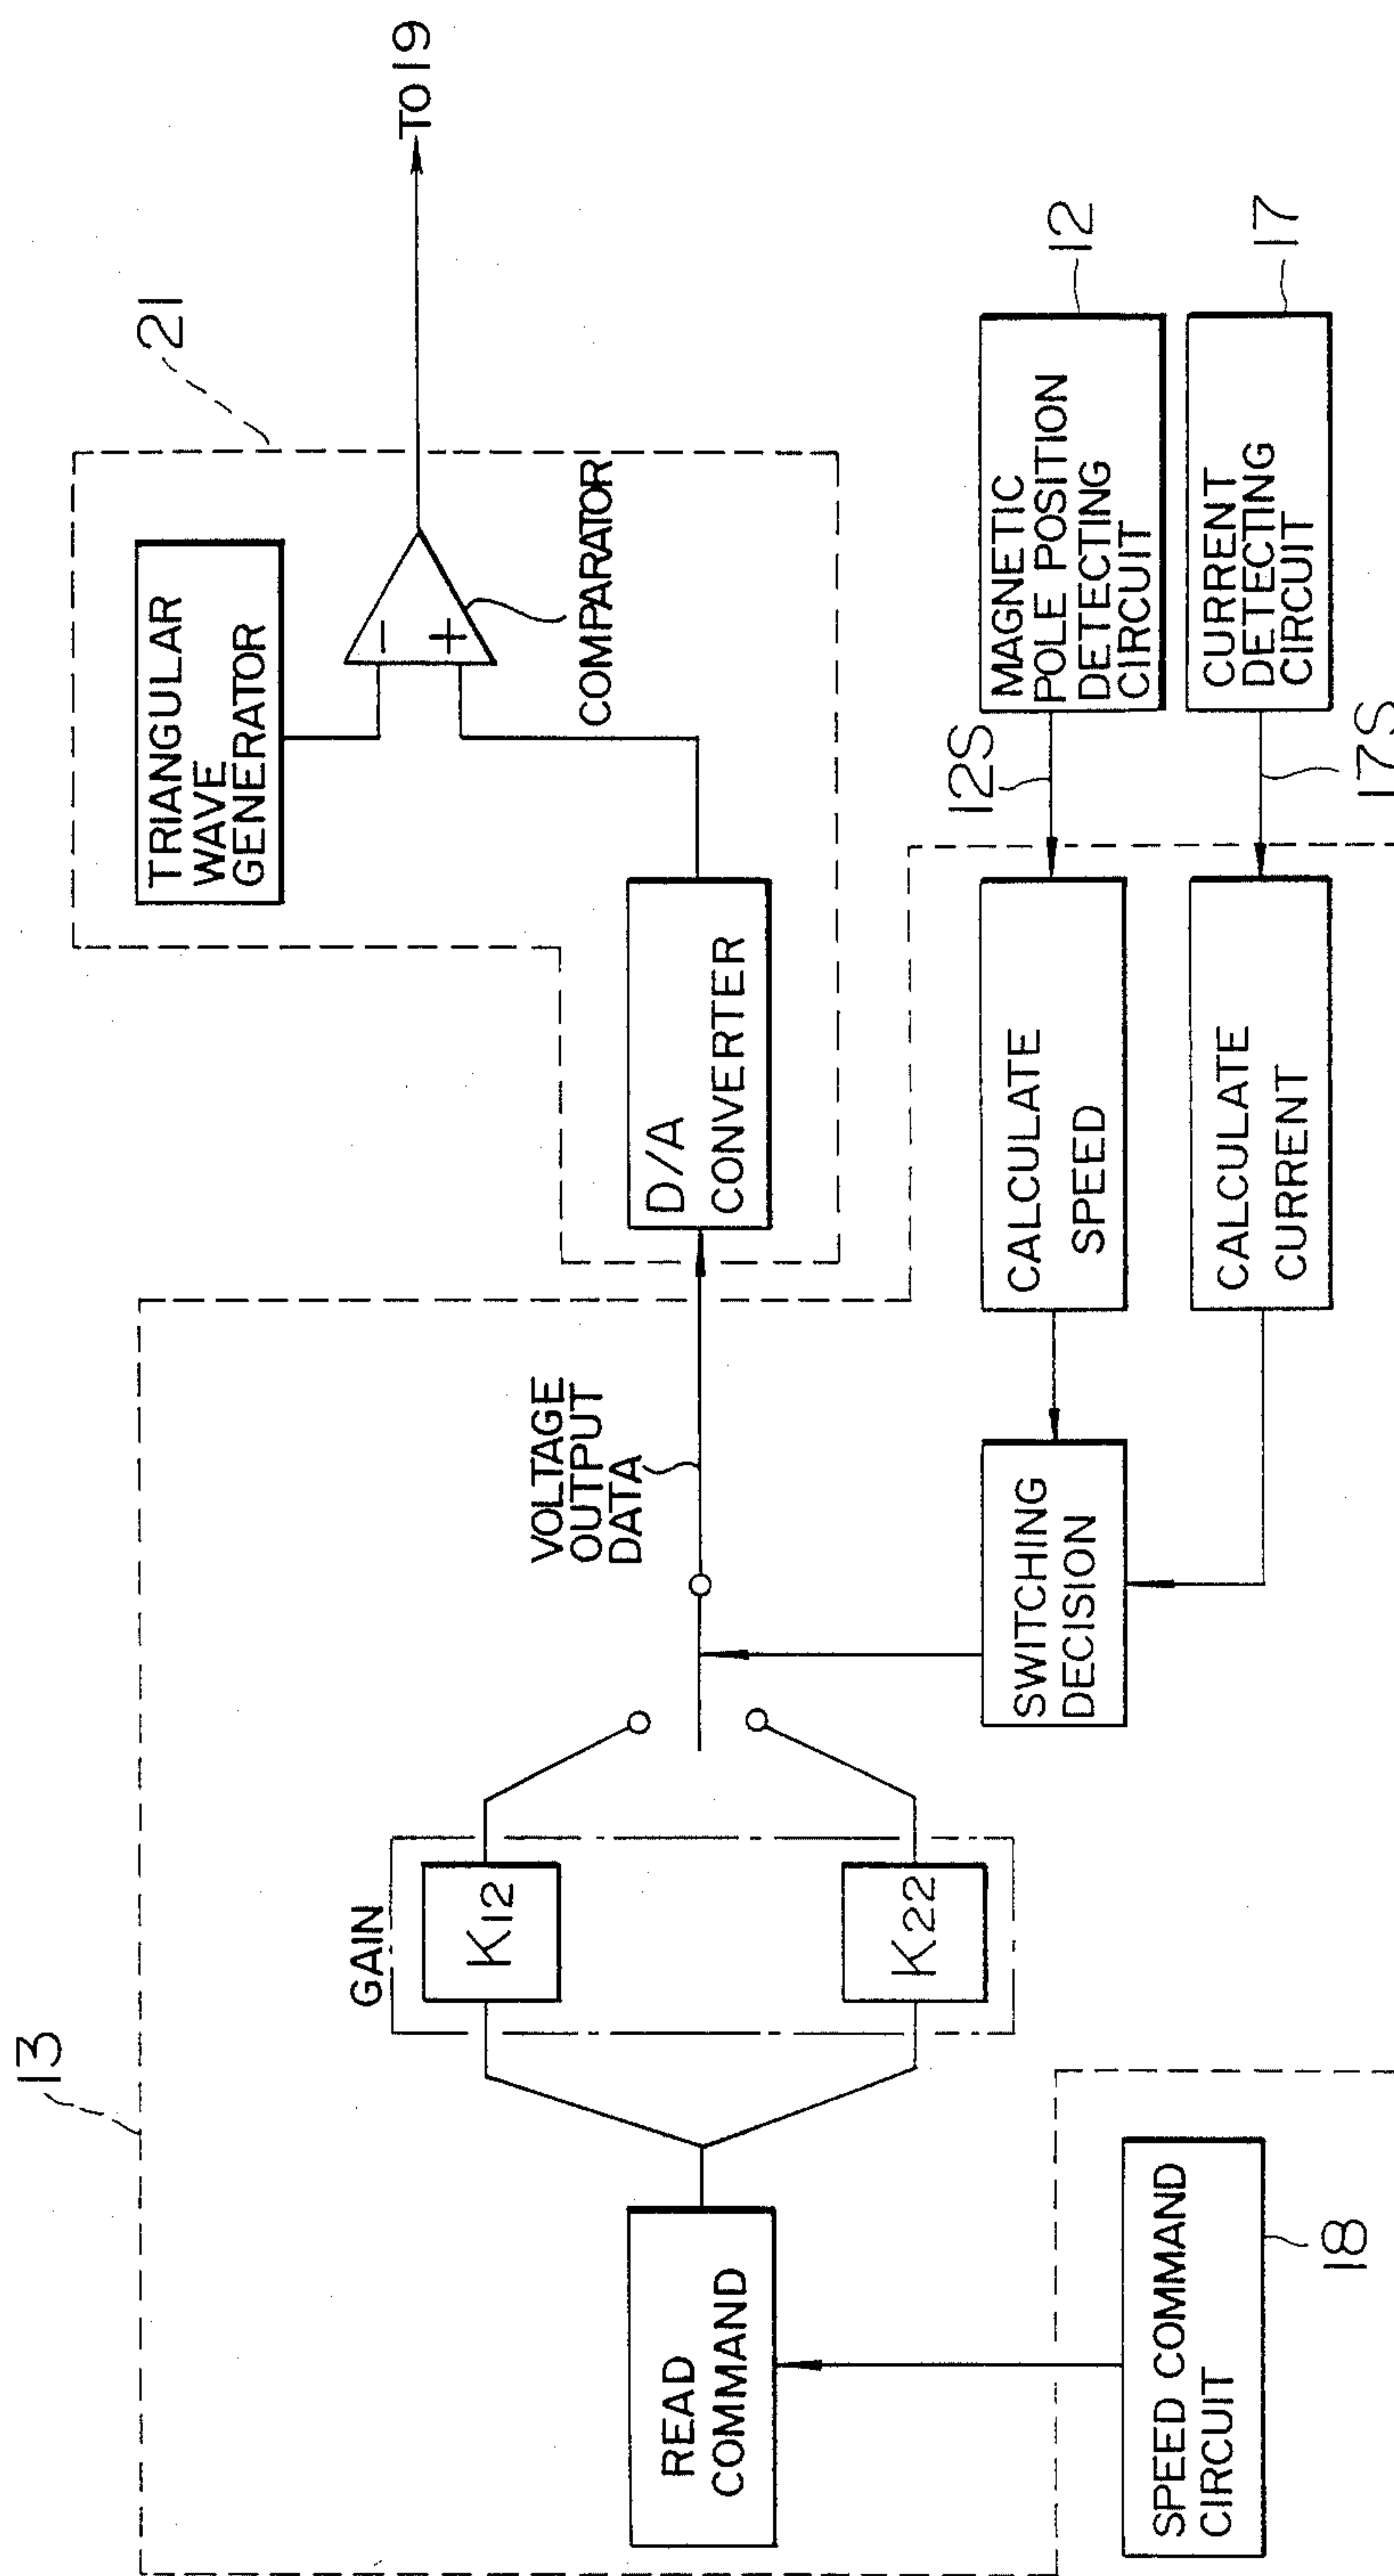 13
GAIN
K12
K22
READ
COMMAND
SPEED COMMAND
CIRCUIT
18
VOLTAGE
OUTPUT
DATA
SWITCHING
DECISION
21
TRIANGULAR
WAVE
GENERATOR
-
+
COMPARATOR
TO 19
D/A
CONVERTER
CALCULATE
SPEED
CALCULATE
CURRENT
12S
17S
MAGNETIC
POLE POSITION
DETECTING
CIRCUIT
12
CURRENT
DETECTING
CIRCUIT
17